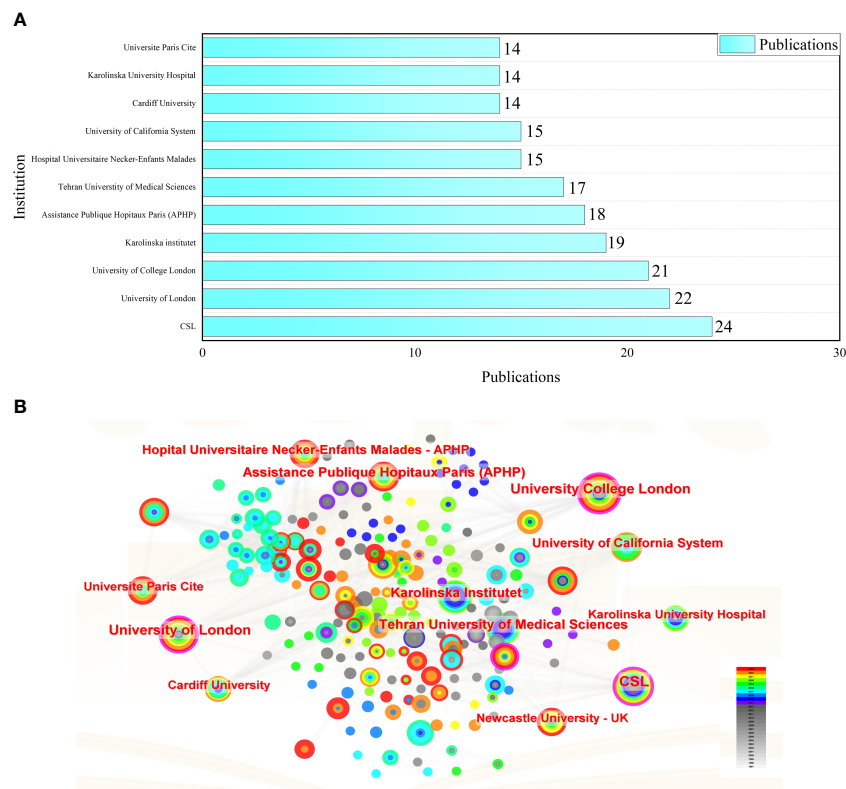 A
Universite Paris Cite
14
Karolinska University Hospital
14
Cardiff University
14
University of California System
15
Hospital Universitaire Necker-Enfants Malades
15
Tehran Universtity of Medical Sciences
17
Assistance Publique Hopitaux Paris (APHP)
18
Karolinska institutet
19
University of College London
21
University of London
22
CSL
24
Publications
Institution
0 10 20 30
Publications
B
Hopital Universitaire Necker-Enfants Malades - APHP
Assistance Publique Hopitaux Paris (APHP)
University College London
University of California System
Universite Paris Cite
Karolinska Institutet
Karolinska University Hospital
Tehran University of Medical Sciences
University of London
CSL
Cardiff University
Newcastle University - UK